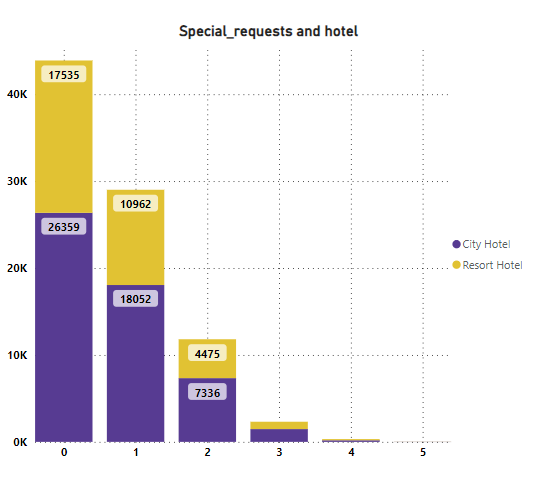 Special_requests and hotel
40K
30K
20K
10K
0K
17535
26359
10962
18052
4475
7336
0 1 2 3 4 5
City Hotel
Resort Hotel